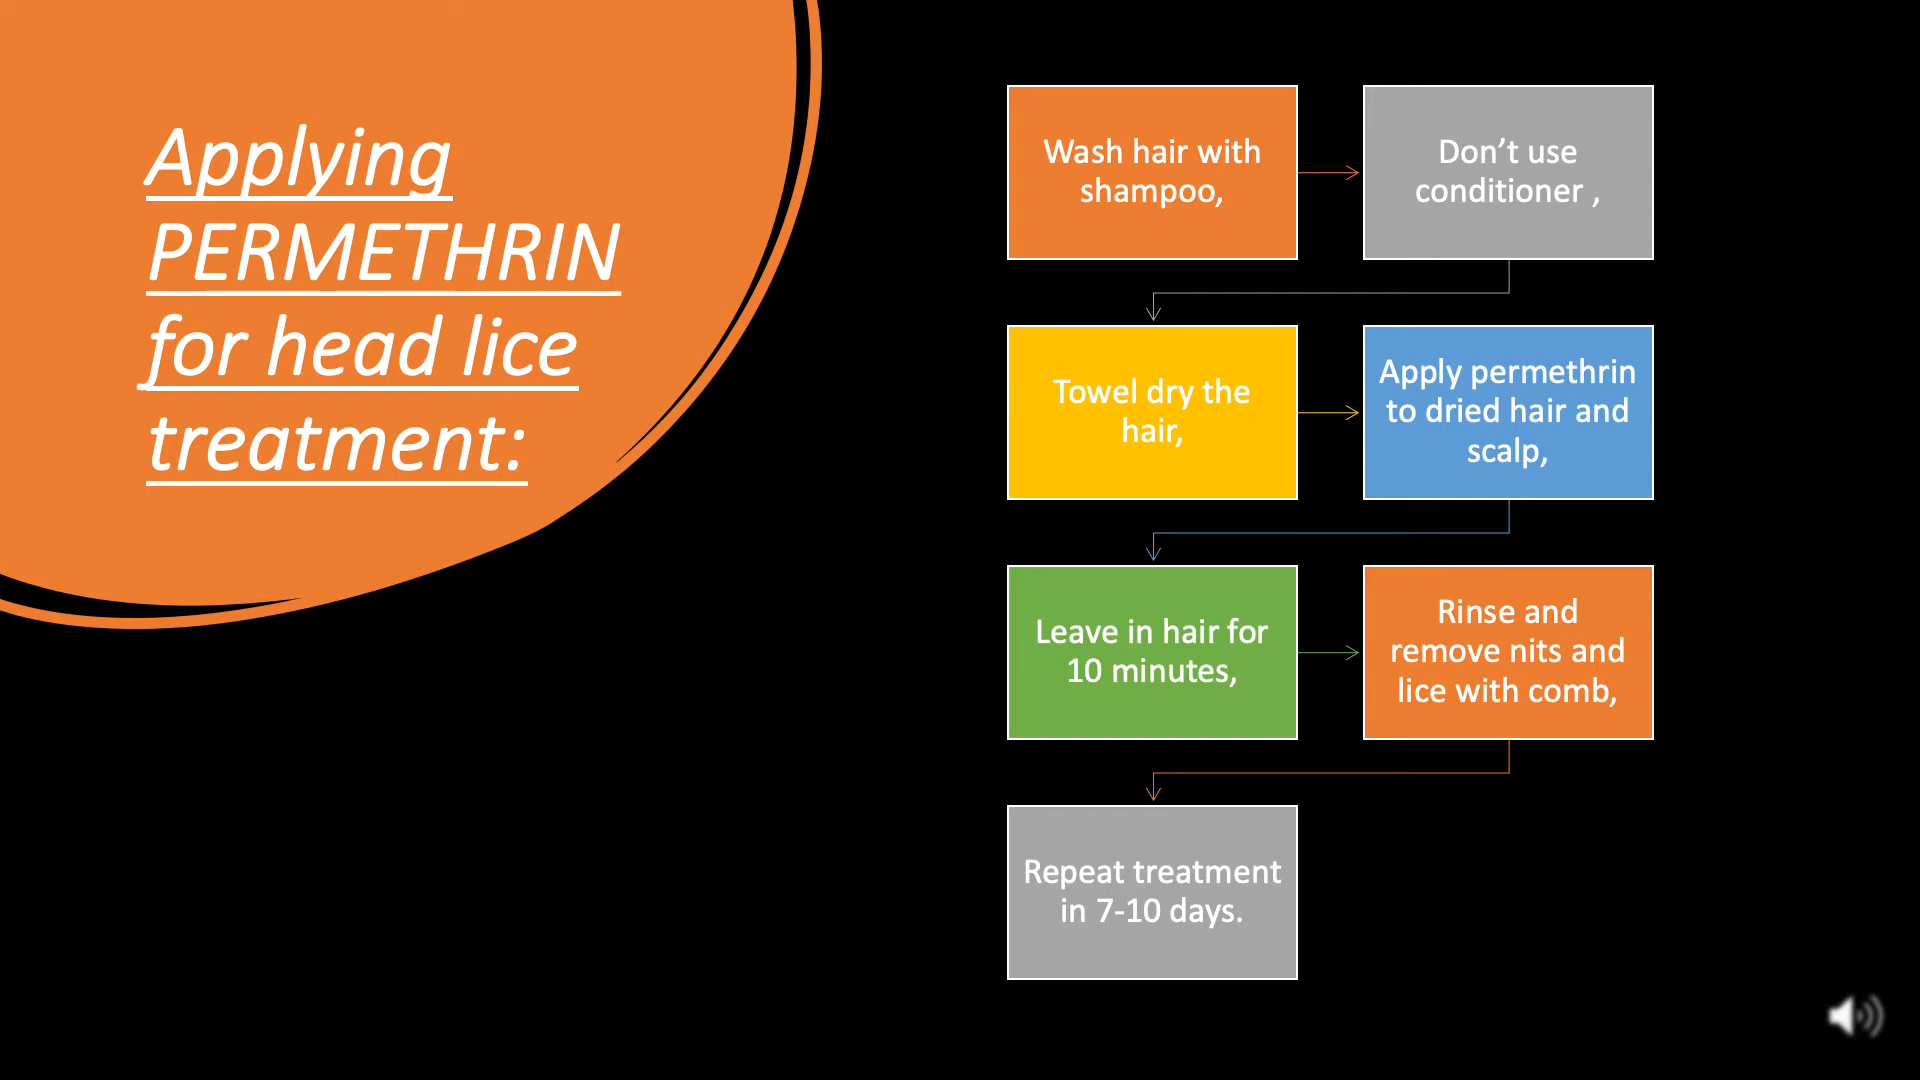 Applying
PERMETHRIN
for head lice
treatment:
Wash hair with
shampoo,
Don’t use
conditioner ,
Towel dry the
hair,
Apply permethrin
to dried hair and
scalp,
Leave in hair for
10 minutes,
Rinse and
remove nits and
lice with comb,
Repeat treatment
in 7-10 days.